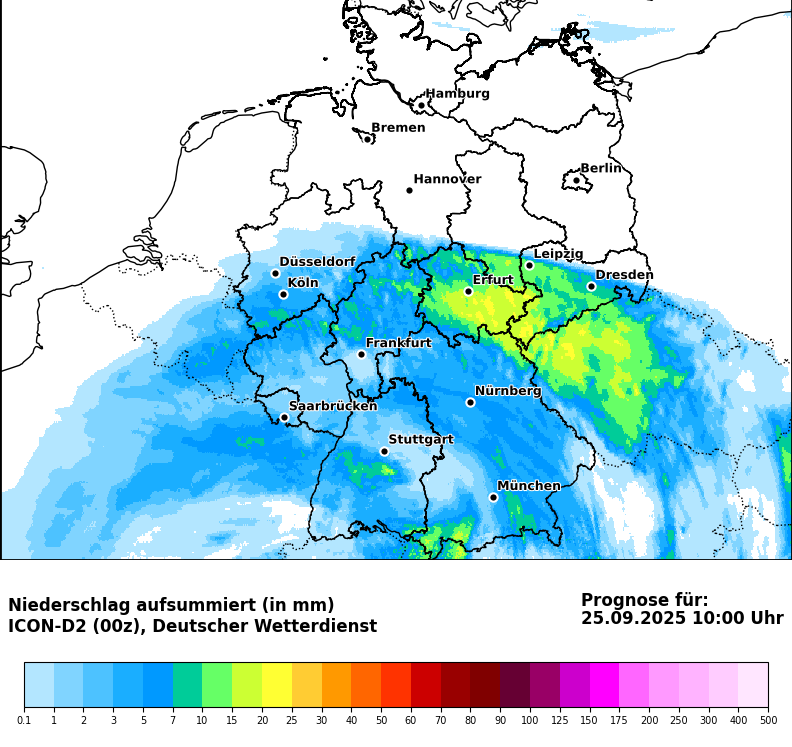 Hamburg
Bremen
Berlin
Hannover
Leipzig
Düsseldorf
Dresden
Erfurt
Köln
Frankfurt
Nürnberg
Saarbrücken
Stuttgart
München
Niederschlag aufsummiert (in mm)
ICON-D2 (00z), Deutscher Wetterdienst
Prognose für:
25.09.2025 10:00 Uhr
0.1 1 2 3 5 7 10 15 20 25 30 40 50 60 70 80 90 100 125 150 175 200 250 300 400 500